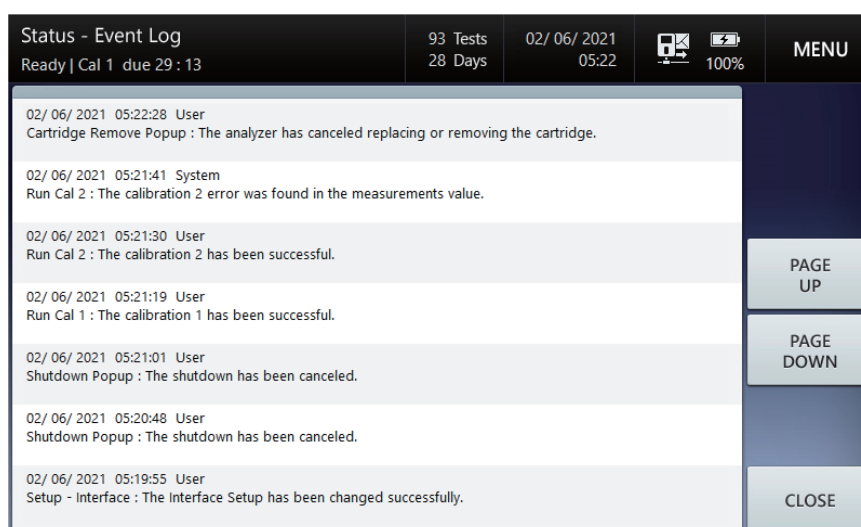 Status - Event Log
Ready | Cal 1 due 29 : 13
93 Tests
28 Days
02/ 06/ 2021
05:22
100%
MENU
02/ 06/ 2021 05:22:28 User
Cartridge Remove Popup : The analyzer has canceled replacing or removing the cartridge.
02/ 06/ 2021 05:21:41 System
Run Cal 2 : The calibration 2 error was found in the measurements value.
02/ 06/ 2021 05:21:30 User
Run Cal 2 : The calibration 2 has been successful.
02/ 06/ 2021 05:21:19 User
Run Cal 1 : The calibration 1 has been successful.
02/ 06/ 2021 05:21:01 User
Shutdown Popup : The shutdown has been canceled.
02/ 06/ 2021 05:20:48 User
Shutdown Popup : The shutdown has been canceled.
02/ 06/ 2021 05:19:55 User
Setup - Interface : The Interface Setup has been changed successfully.
PAGE
UP
PAGE
DOWN
CLOSE